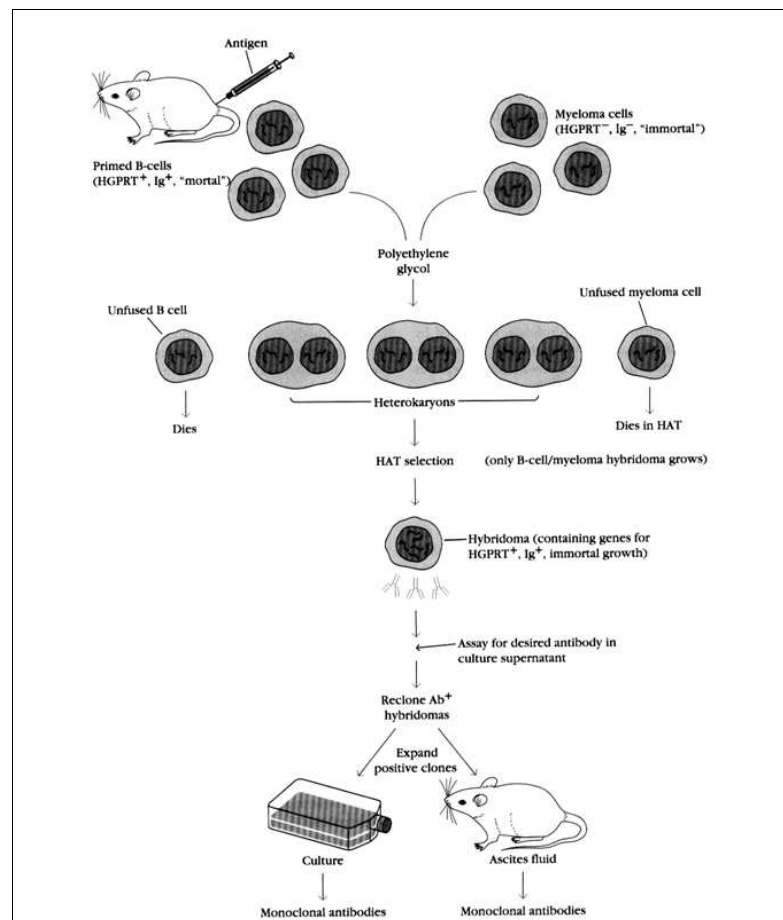 Antigen
Primed B-cells
(HGPRT⁺, Ig⁺, “mortal”)
Myeloma cells
(HGPRT⁻, Ig⁻, “immortal”)
Polyethylene
glycol
Unfused B cell
Unfused myeloma cell
Heterokaryons
Dies
Dies in HAT
HAT selection (only B-cell/myeloma hybridoma grows)
Hybridoma (containing genes for
HGPRT⁺, Ig⁺, immortal growth)
Assay for desired antibody in
culture supernatant
Reclone Ab⁺
hybridomas
Expand
positive clones
Culture
Ascites fluid
Monoclonal antibodies
Monoclonal antibodies